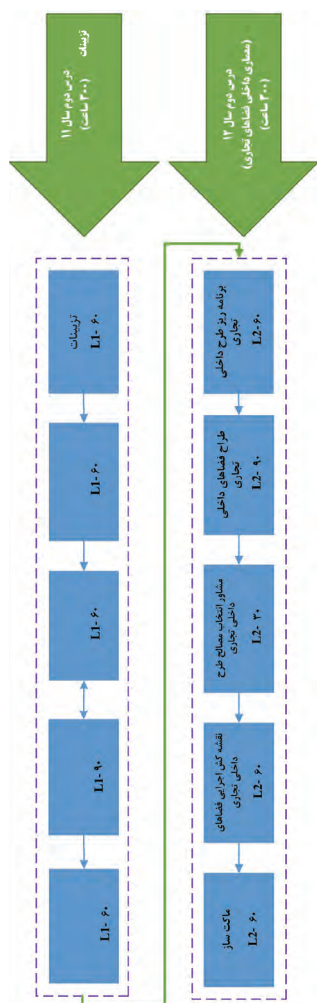 تزیینات
درس دوم سال ۱۱
(۳۰۰ ساعت)
تزیینات
L1- ۶۰
L1- ۶۰
L1- ۶۰
L1- ۹۰
L1- ۶۰
درس دوم سال ۱۲
(معماری داخلی فضاهای تجاری)
(۳۰۰ ساعت)
برنامه ریز طرح داخلی
تجاری
L2- ۶۰
طراح فضاهای داخلی
تجاری
L2- ۹۰
مشاور انتخاب مصالح طرح
داخلی تجاری
L2- ۳۰
نقشه کش اجرایی فضاهای
داخلی تجاری
L2- ۶۰
ماکت ساز
L2- ۶۰